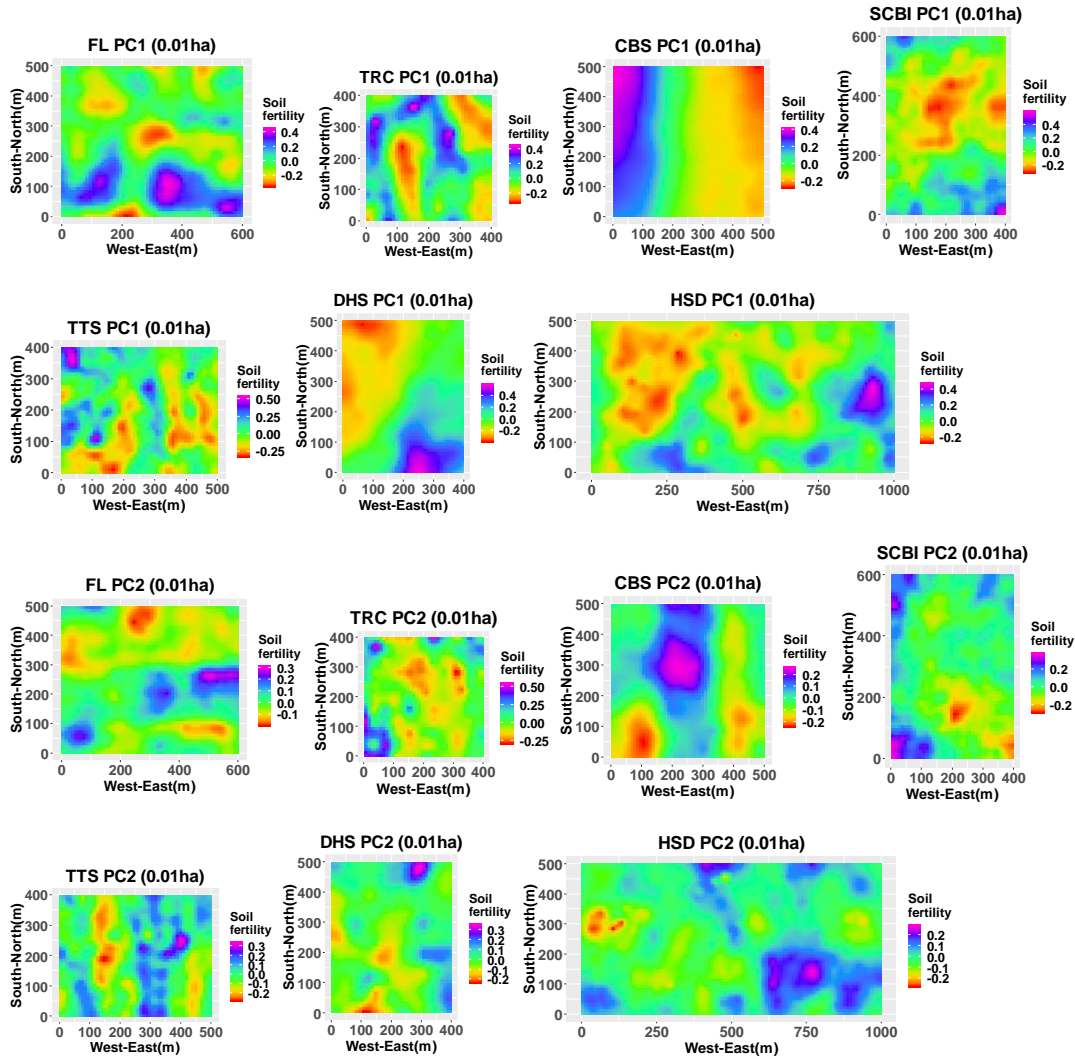 FL PC1 (0.01ha)
South-North(m)
500
400
300
200
100
0
0 200 400 600
West-East(m)
Soil
fertility
0.4
0.2
0.0
-0.2
TRC PC1 (0.01ha)
South-North(m)
400
300
200
100
0
0 100 200 300 400
West-East(m)
Soil
fertility
0.4
0.2
0.0
-0.2
CBS PC1 (0.01ha)
South-North(m)
500
400
300
200
100
0
0 100 200 300 400 500
West-East(m)
Soil
fertility
0.4
0.2
0.0
-0.2
SCBI PC1 (0.01ha)
South-North(m)
600
400
200
0
0 100 200 300 400
West-East(m)
Soil
fertility
0.4
0.2
0.0
-0.2
TTS PC1 (0.01ha)
South-North(m)
400
300
200
100
0
0 100 200 300 400 500
West-East(m)
Soil
fertility
0.50
0.25
0.00
-0.25
DHS PC1 (0.01ha)
South-North(m)
500
400
300
200
100
0
0 100 200 300 400
West-East(m)
Soil
fertility
0.4
0.2
0.0
-0.2
HSD PC1 (0.01ha)
South-North(m)
500
400
300
200
100
0
0 250 500 750 1000
West-East(m)
Soil
fertility
0.4
0.2
0.0
-0.2
FL PC2 (0.01ha)
South-North(m)
500
400
300
200
100
0
0 200 400 600
West-East(m)
Soil
fertility
0.3
0.2
0.1
0.0
-0.1
TRC PC2 (0.01ha)
South-North(m)
400
300
200
100
0
0 100 200 300 400
West-East(m)
Soil
fertility
0.50
0.25
0.00
-0.25
CBS PC2 (0.01ha)
South-North(m)
500
400
300
200
100
0
0 100 200 300 400 500
West-East(m)
Soil
fertility
0.2
0.1
0.0
-0.1
-0.2
SCBI PC2 (0.01ha)
South-North(m)
600
400
200
0
0 100 200 300 400
West-East(m)
Soil
fertility
0.2
0.0
-0.2
TTS PC2 (0.01ha)
South-North(m)
400
300
200
100
0
0 100 200 300 400 500
West-East(m)
Soil
fertility
0.3
0.2
0.1
0.0
-0.1
-0.2
DHS PC2 (0.01ha)
South-North(m)
500
400
300
200
100
0
0 100 200 300 400
West-East(m)
Soil
fertility
0.3
0.2
0.1
0.0
-0.1
-0.2
HSD PC2 (0.01ha)
South-North(m)
500
400
300
200
100
0
0 250 500 750 1000
West-East(m)
Soil
fertility
0.2
0.1
0.0
-0.1
-0.2